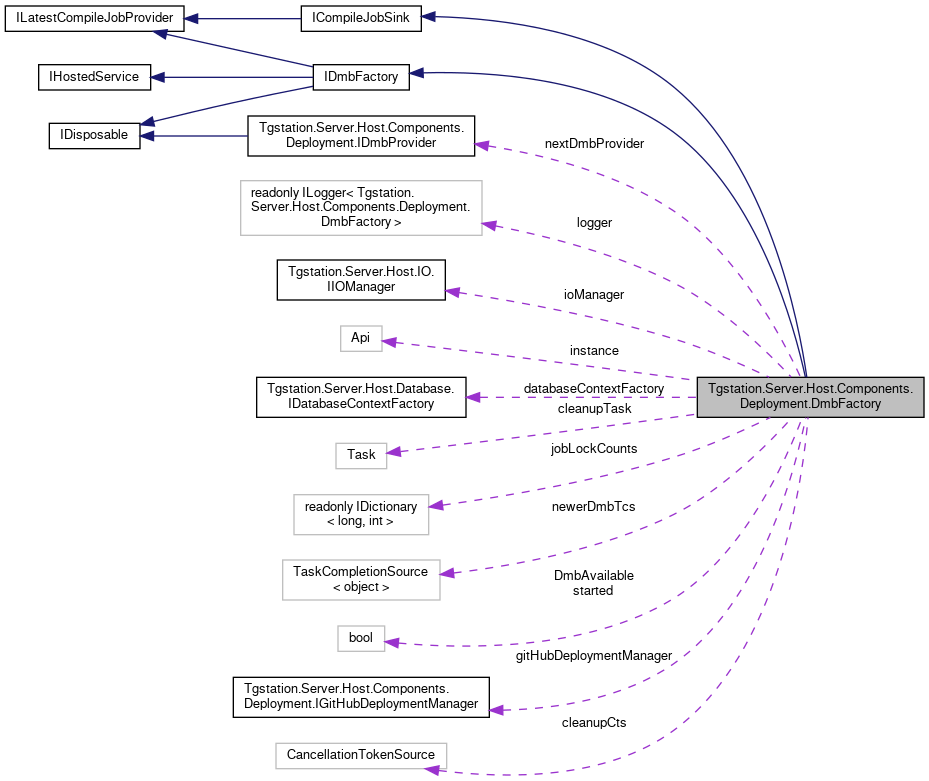 ILatestCompileJobProvider
ICompileJobSink
IHostedService
IDmbFactory
IDisposable
Tgstation.Server.Host.Components.
Deployment.IDmbProvider
nextDmbProvider
readonly ILogger< Tgstation.
Server.Host.Components.Deployment.
DmbFactory >
logger
Tgstation.Server.Host.IO.
IIOManager
ioManager
Api
instance
Tgstation.Server.Host.Database.
IDatabaseContextFactory
databaseContextFactory
Tgstation.Server.Host.Components.
Deployment.DmbFactory
cleanupTask
Task
jobLockCounts
readonly IDictionary
< long, int >
newerDmbTcs
TaskCompletionSource
< object >
DmbAvailable
started
bool
gitHubDeploymentManager
Tgstation.Server.Host.Components.
Deployment.IGitHubDeploymentManager
cleanupCts
CancellationTokenSource